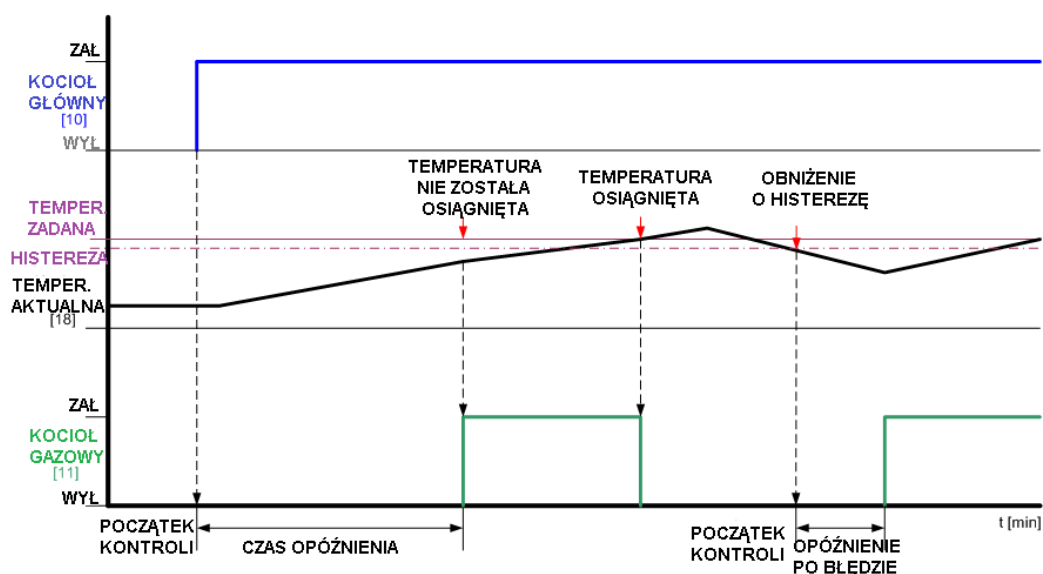 ZAŁ
KOCIOŁ
GŁÓWNY
[10]
WYŁ
TEMPERATURA
NIE ZOSTAŁA
OSIĄGNIĘTA
TEMPERATURA
OSIĄGNIĘTA
OBNIŻENIE
O HISTEREZĘ
TEMPER.
ZADANA
HISTEREZA
TEMPER.
AKTUALNA
[18]
ZAŁ
KOCIOŁ
GAZOWY
[11]
WYŁ
t [min]
POCZĄTEK
KONTROLI
CZAS OPÓŹNIENIA
POCZĄTEK
KONTROLI
OPÓŹNIENIE
PO BŁEDZIE